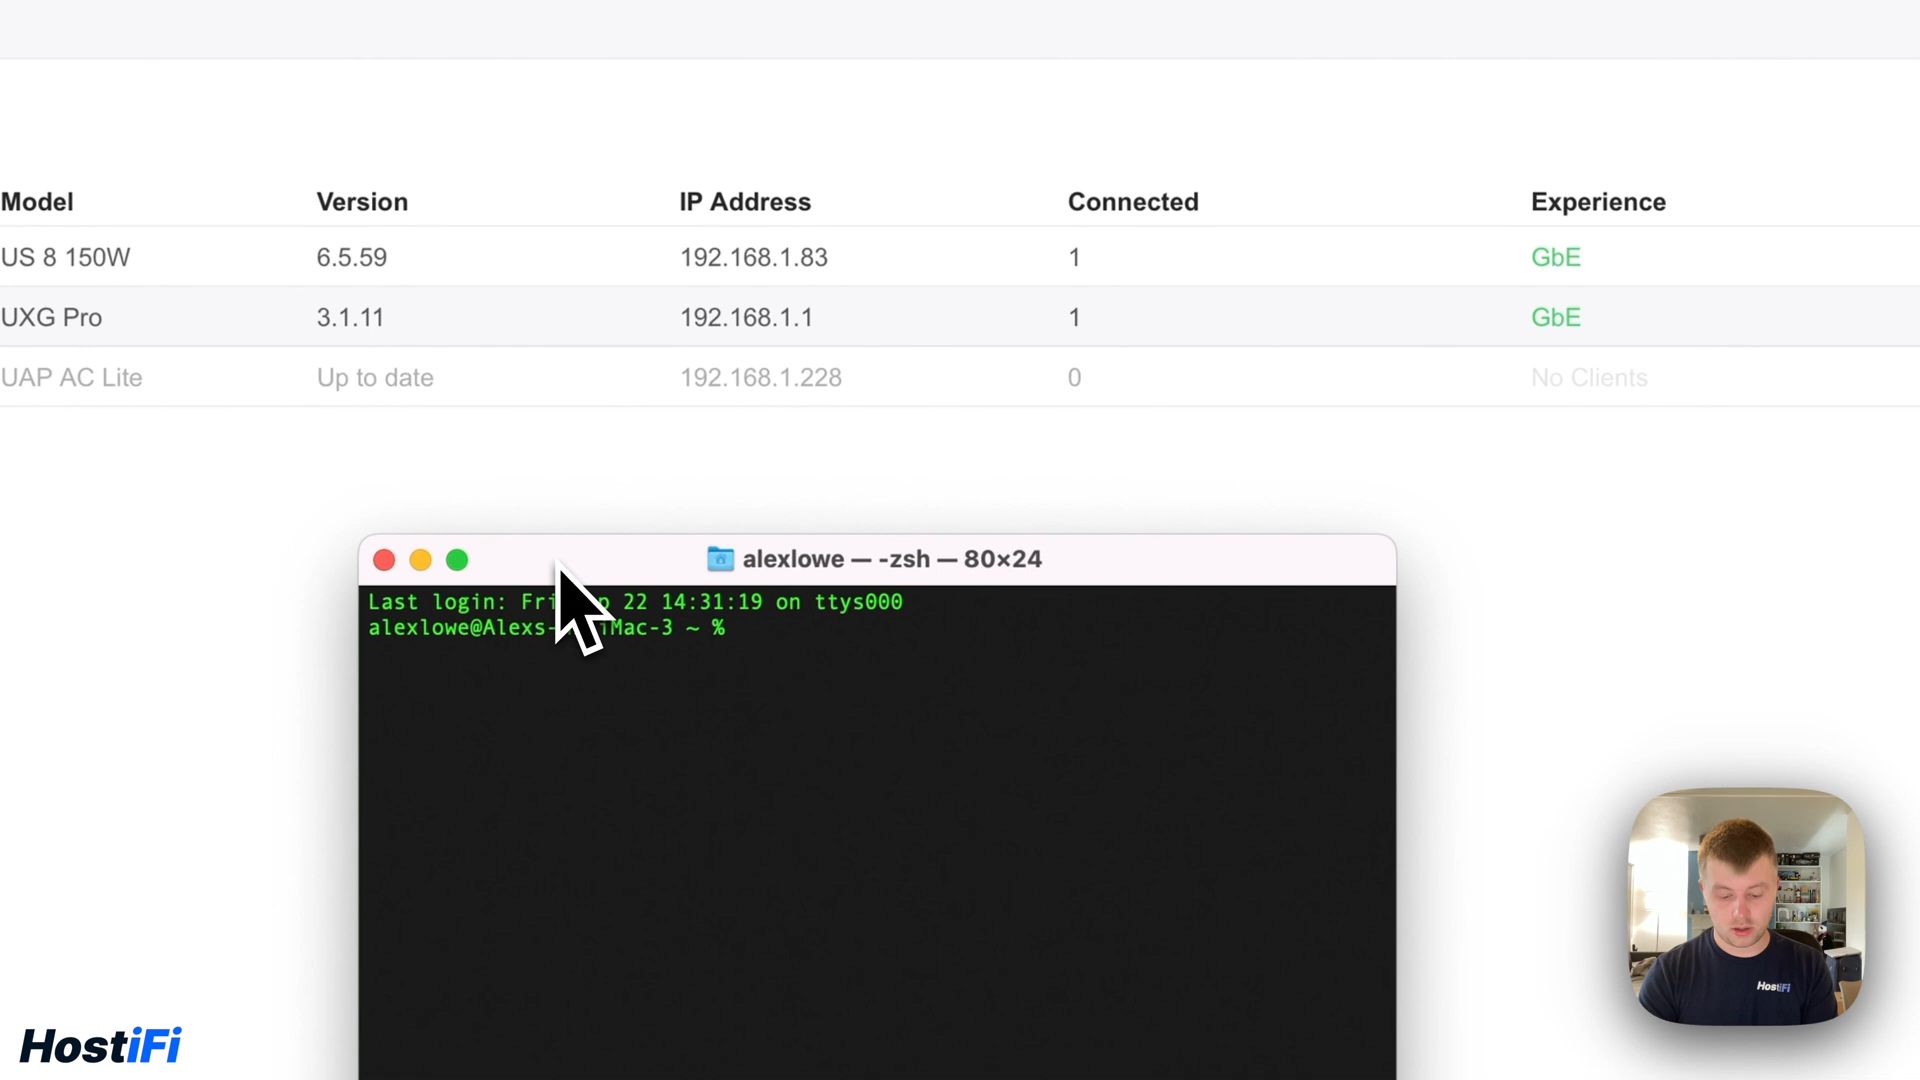 Model Version IP Address Connected Experience
US 8 150W 6.5.59 192.168.1.83 1 GbE
UXG Pro 3.1.11 192.168.1.1 1 GbE
UAP AC Lite Up to date 192.168.1.228 0 No Clients
alexlowe — -zsh — 80×24
Last login: Fri 22 14:31:19 on ttys000
alexlowe@Alexs- iMac-3 ~ %
HostiFi
HostiFi